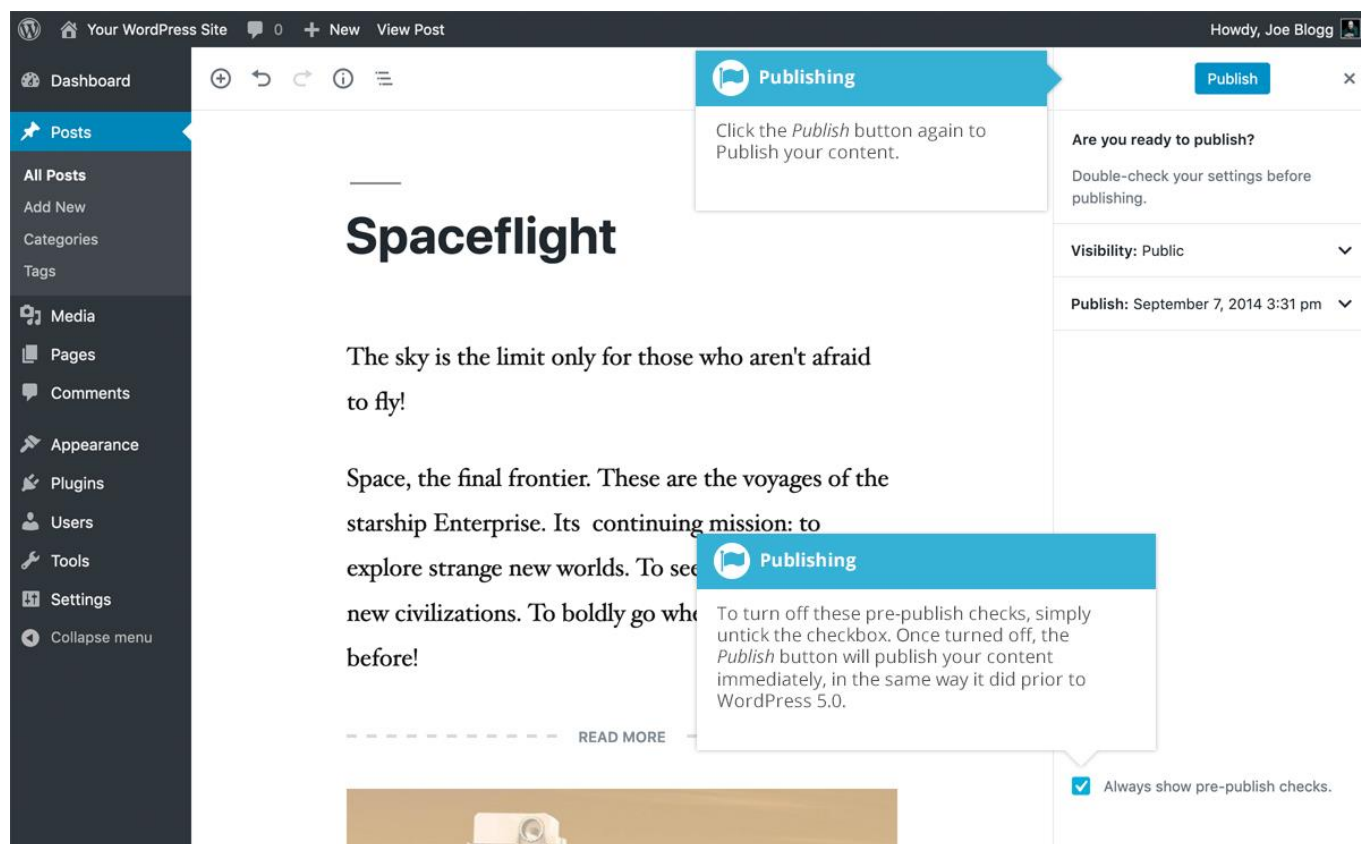 Your WordPress Site 0 + New View Post Howdy, Joe Blogg
Dashboard
Posts
All Posts
Add New
Categories
Tags
Media
Pages
Comments
Appearance
Plugins
Users
Tools
Settings
Collapse menu
Publishing
Click the Publish button again to
Publish your content.
Spaceflight
The sky is the limit only for those who aren't afraid
to fly!
Space, the final frontier. These are the voyages of the
starship Enterprise. Its continuing mission: to
explore strange new worlds. To see
new civilizations. To boldly go whe
before!
READ MORE
Publishing
To turn off these pre-publish checks, simply
untick the checkbox. Once turned off, the
Publish button will publish your content
immediately, in the same way it did prior to
WordPress 5.0.
Publish
Are you ready to publish?
Double-check your settings before
publishing.
Visibility: Public
Publish: September 7, 2014 3:31 pm
Always show pre-publish checks.